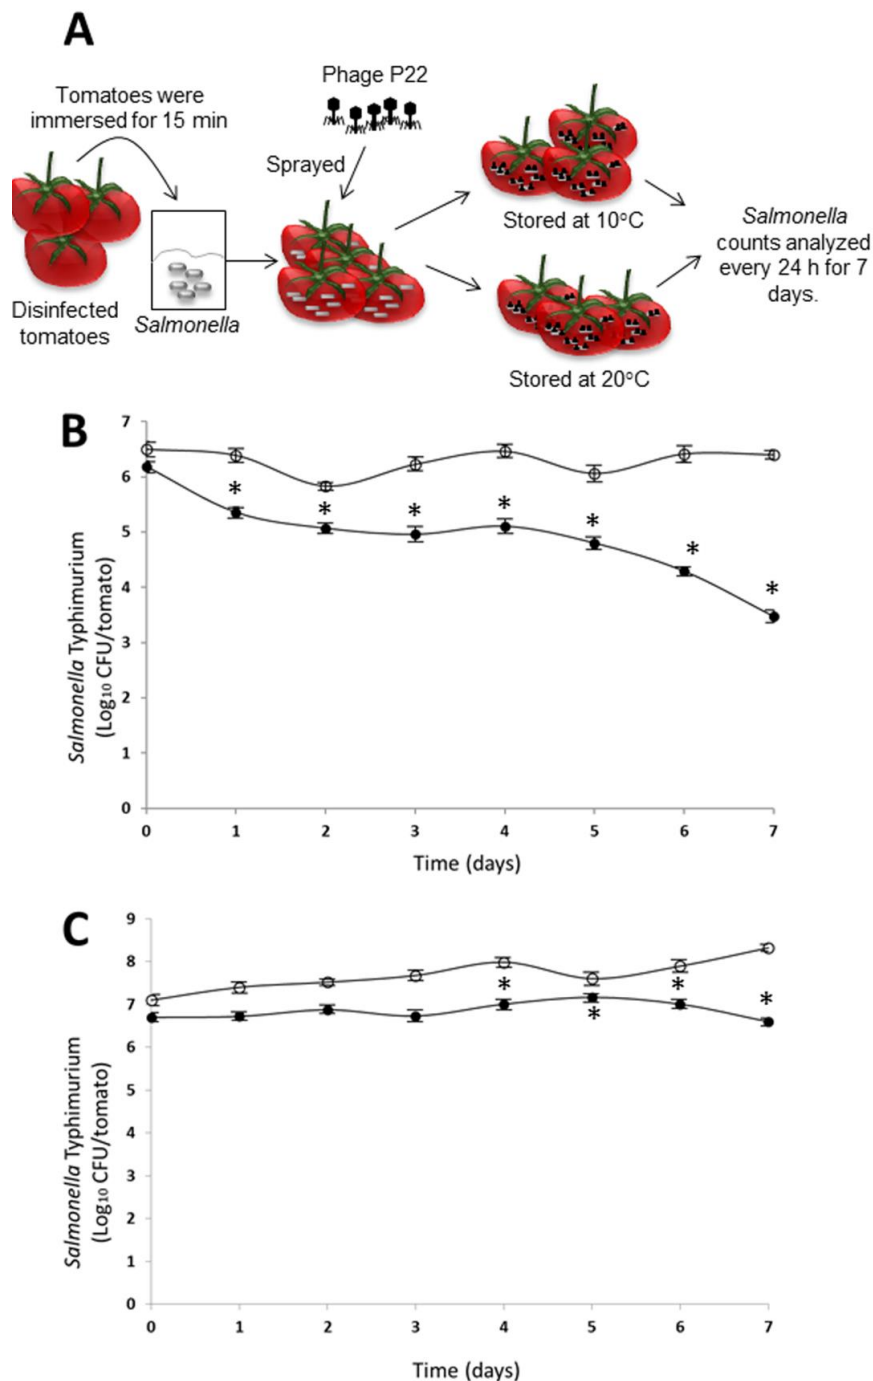 A
Phage P22
Tomatoes were
immersed for 15 min
Sprayed
Stored at 10°C
Salmonella
counts analyzed
every 24 h for 7
days.
Disinfected
tomatoes
Salmonella
Stored at 20°C
B
Salmonella Typhimurium
(Log₁₀ CFU/tomato)
7
6
5
4
3
2
1
0
* * * * * * *
0 1 2 3 4 5 6 7
Time (days)
C
Salmonella Typhimurium
(Log₁₀ CFU/tomato)
9
8
7
6
5
4
3
2
1
0
* * * *
0 1 2 3 4 5 6 7
Time (days)